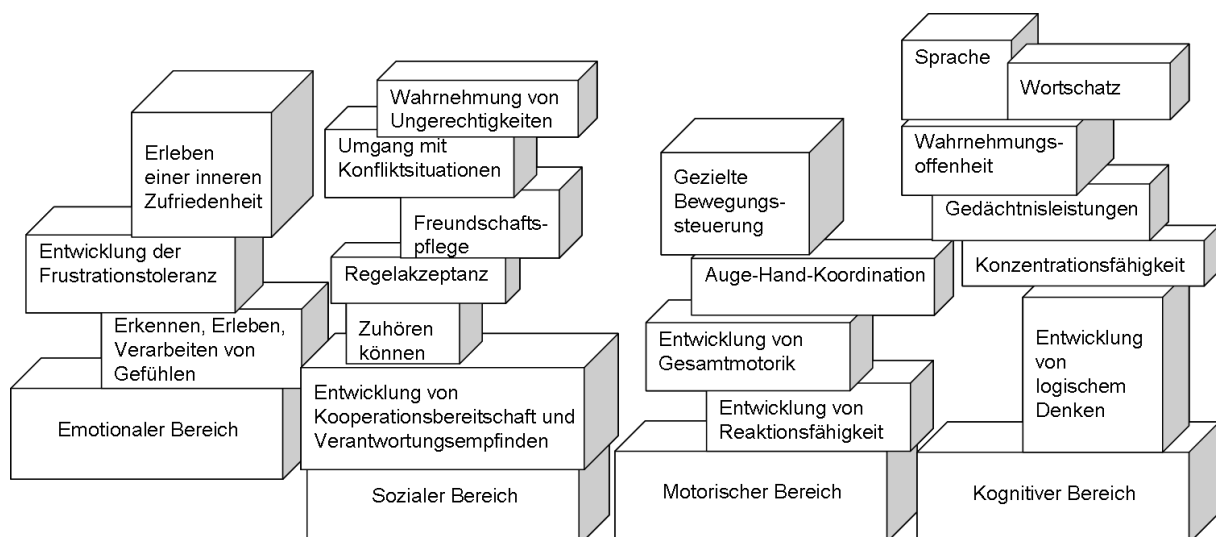 Erleben
einer inneren
Zufriedenheit
Entwicklung der
Frustrationstoleranz
Erkennen, Erleben,
Verarbeiten von
Gefühlen
Emotionaler Bereich
Wahrnehmung von
Ungerechtigkeiten
Umgang mit
Konfliktsituationen
Freundschafts-
pflege
Regelakzeptanz
Zuhören
können
Entwicklung von
Kooperationsbereitschaft und
Verantwortungsempfinden
Sozialer Bereich
Gezielte
Bewegungs-
steuerung
Auge-Hand-Koordination
Entwicklung von
Gesamtmotorik
Entwicklung von
Reaktionsfähigkeit
Motorischer Bereich
Sprache
Wortschatz
Wahrnehmungs-
offenheit
Gedächtnisleistungen
Konzentrationsfähigkeit
Entwicklung
von
logischem
Denken
Kognitiver Bereich